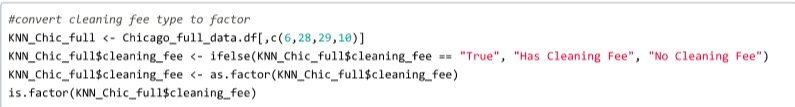 #convert cleaning fee type to factor
KNN_Chic_full <- Chicago_full_data.df[,c(6,28,29,10)]
KNN_Chic_full$cleaning_fee <- ifelse(KNN_Chic_full$cleaning_fee == "True", "Has Cleaning Fee", "No Cleaning Fee")
KNN_Chic_full$cleaning_fee <- as.factor(KNN_Chic_full$cleaning_fee)
is.factor(KNN_Chic_full$cleaning_fee)